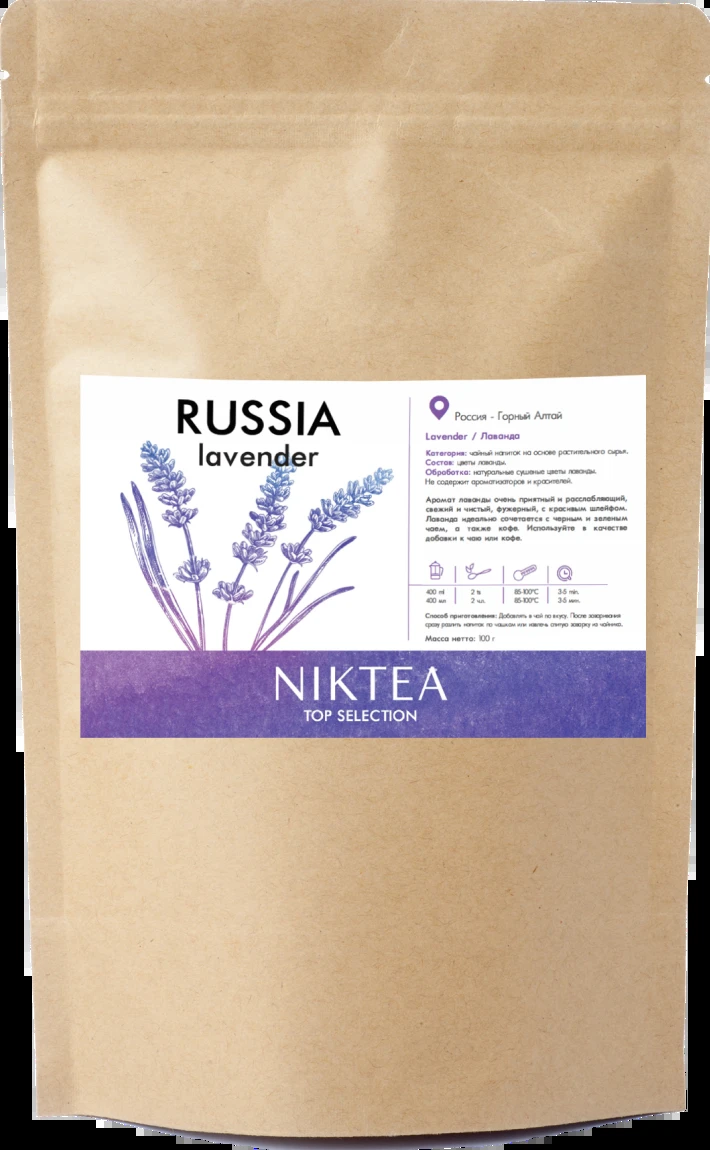 RUSSIA
lavender
Россия - Горный Алтай
Lavender / Лаванда
Категория: чайный напиток на основе растительного сырья.
Состав: цветы лаванды.
Обработка: натуральные сушеные цветы лаванды.
Не содержит ароматизаторов и красителей.
Аромат лаванды очень приятный и расслабляющий,
свежий и чистый, фужерный, с красивым шлейфом.
Лаванда идеально сочетается с черным и зеленым
чаем, а также кофе. Используйте в качестве
добавки к чаю или кофе.
400 ml 2 ts 85-100°C 3-5 min.
400 мл 2 ч.л. 85-100°C 3-5 мин.
Способ приготовления: Добавлять в чай по вкусу. После заваривания
сразу разлить напиток по чашкам или извлечь спитую заварку из чайника.
Масса нетто: 100 г
NIKTEA
TOP SELECTION